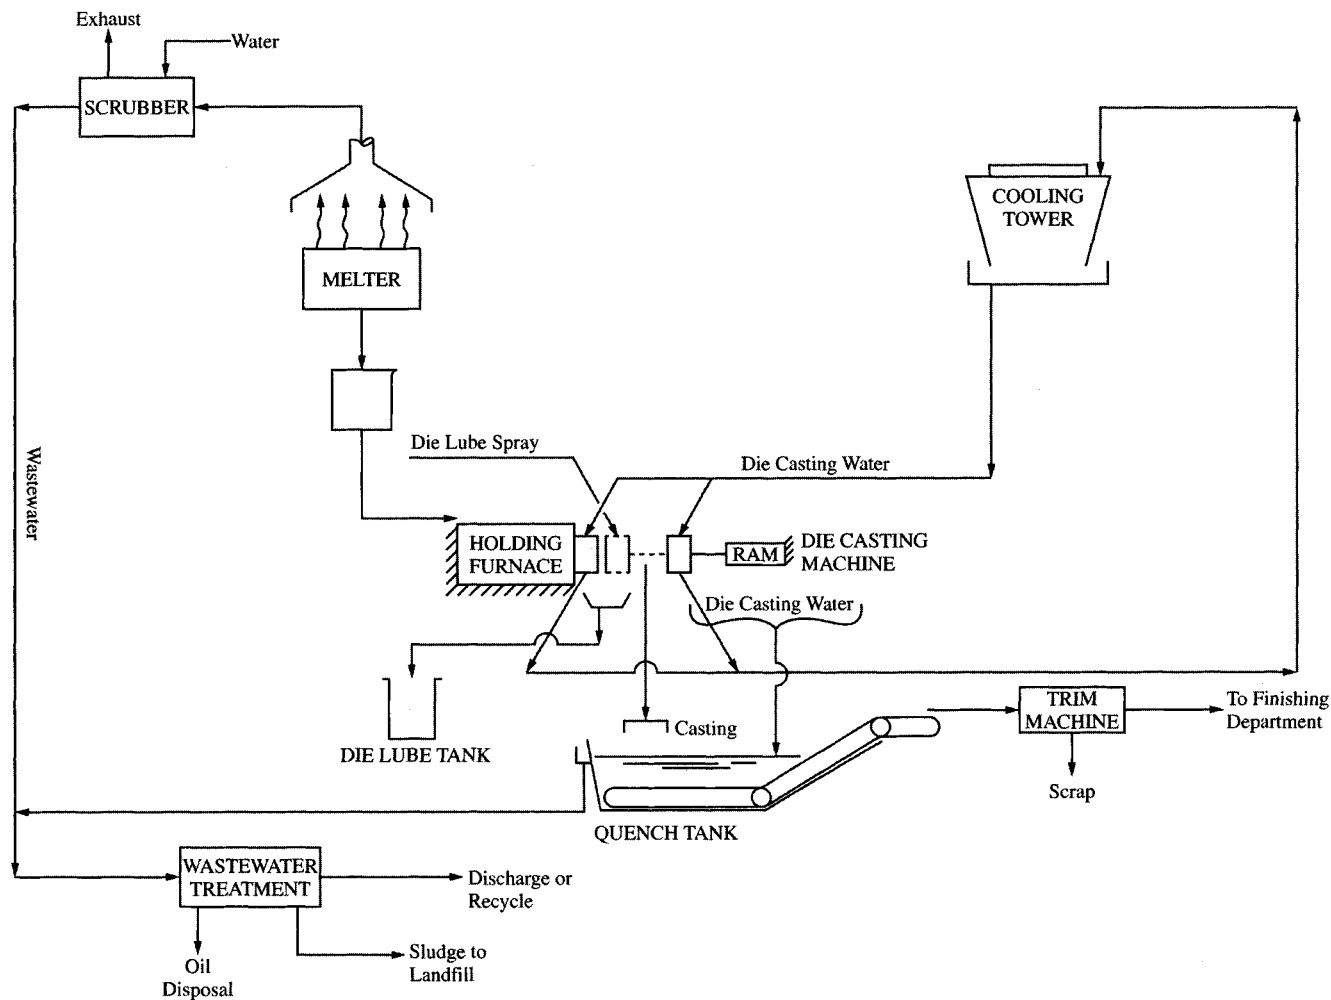 Exhaust
Water
SCRUBBER
COOLING
TOWER
MELTER
Die Lube Spray
Die Casting Water
Wastewater
HOLDING
FURNACE
RAM
DIE CASTING
MACHINE
Die Casting Water
TRIM
MACHINE
To Finishing
Department
Casting
DIE LUBE TANK
Scrap
QUENCH TANK
WASTEWATER
TREATMENT
Discharge or
Recycle
Sludge to
Landfill
Oil
Disposal